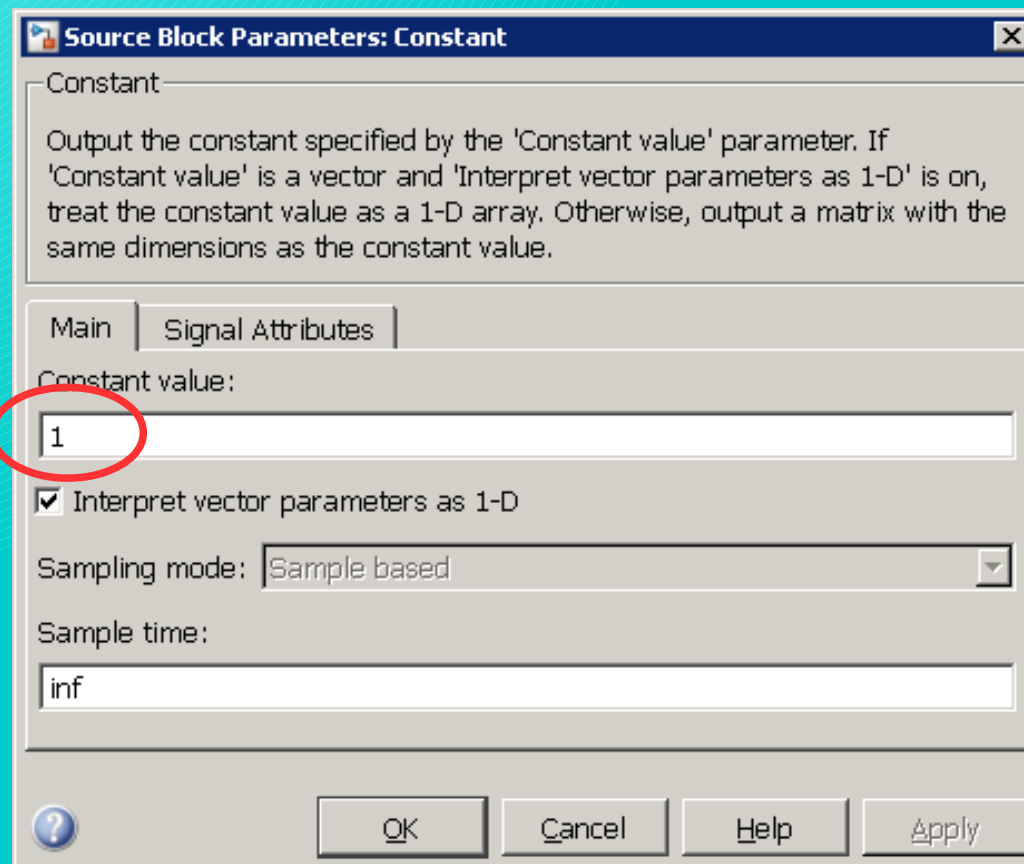 Source Block Parameters: Constant
Constant
Output the constant specified by the 'Constant value' parameter. If
'Constant value' is a vector and 'Interpret vector parameters as 1-D' is on,
treat the constant value as a 1-D array. Otherwise, output a matrix with the
same dimensions as the constant value.
Main Signal Attributes
Constant value:
1
Interpret vector parameters as 1-D
Sampling mode: Sample based
Sample time:
inf
OK Cancel Help Apply